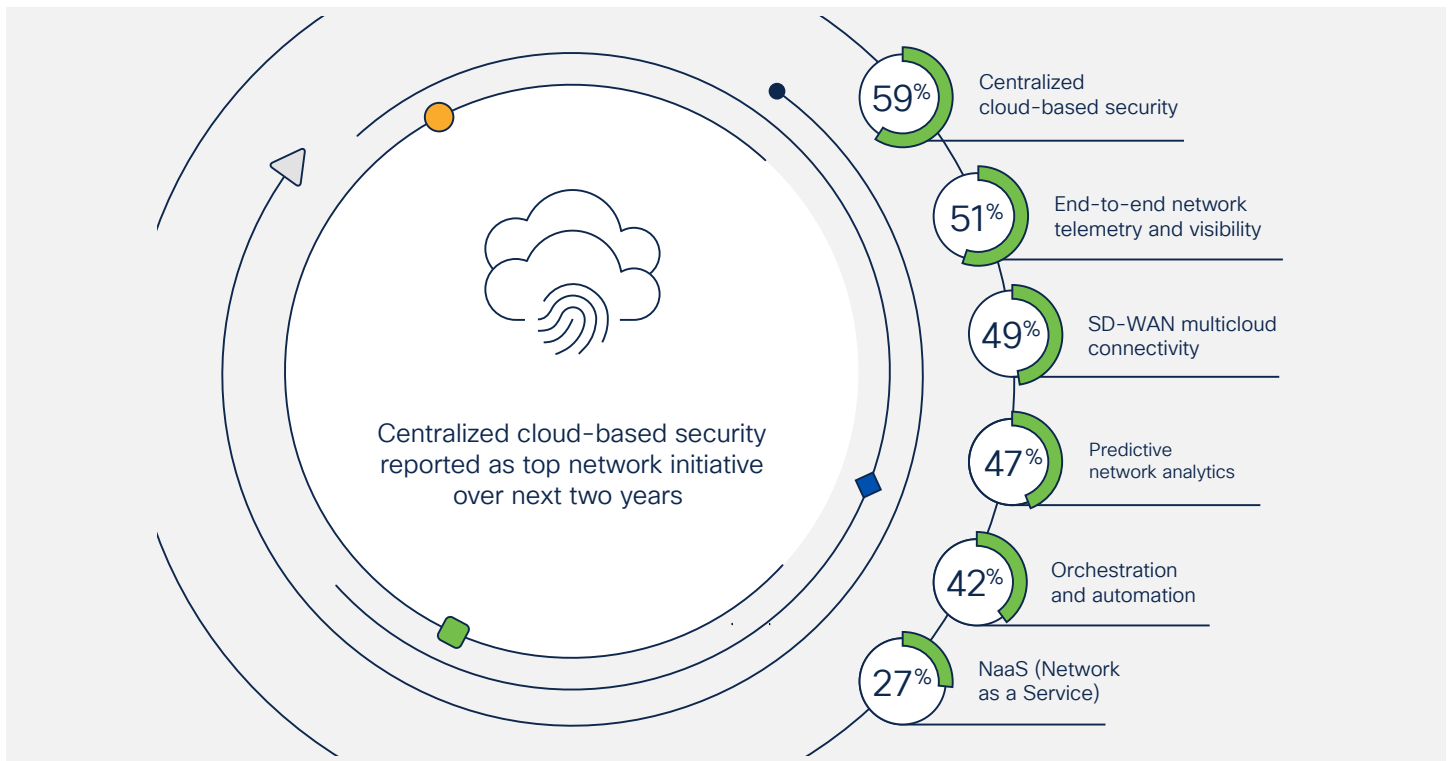 Centralized cloud-based security
reported as top network initiative
over next two years
59%
Centralized
cloud-based security
51%
End-to-end network
telemetry and visibility
49%
SD-WAN multicloud
connectivity
47%
Predictive
network analytics
42%
Orchestration
and automation
27%
NaaS (Network
as a Service)